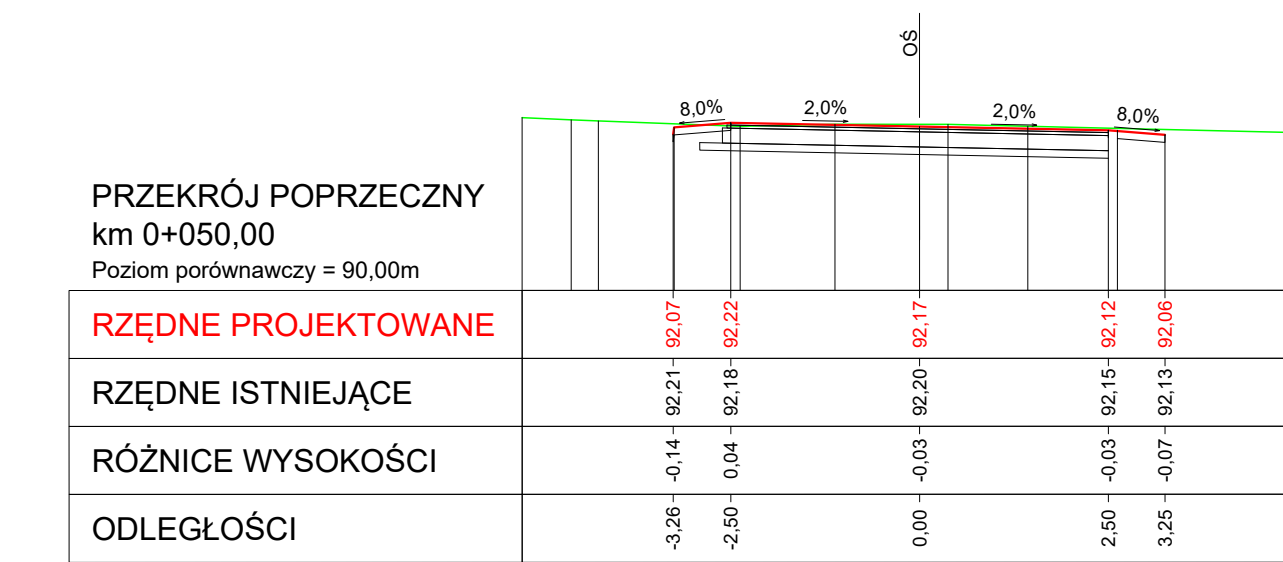 OŚ
8,0%
2,0%
2,0%
8,0%
PRZEKRÓJ POPRZECZNY
km 0+050,00
Poziom porównawczy = 90,00m
RZĘDNE PROJEKTOWANE 92,07 92,22 92,17 92,12 92,06
RZĘDNE ISTNIEJĄCE 92,21 92,18 92,20 92,15 92,13
RÓŻNICE WYSOKOŚCI -0,14 0,04 -0,03 -0,03 -0,07
ODLEGŁOŚCI -3,26 -2,50 0,00 2,50 3,25